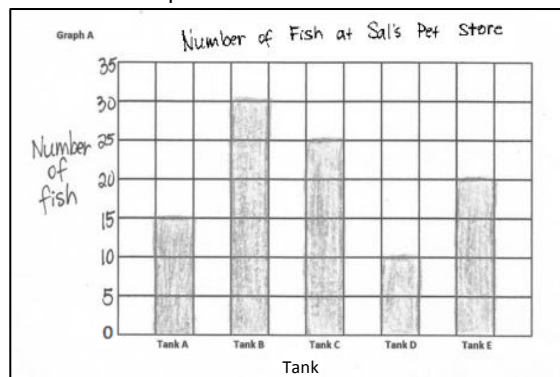 Graph A
Number of Fish at Sal's Pet Store
35
30
25
20
15
10
5
0
Number
of
fish
Tank A Tank B Tank C Tank D Tank E
Tank